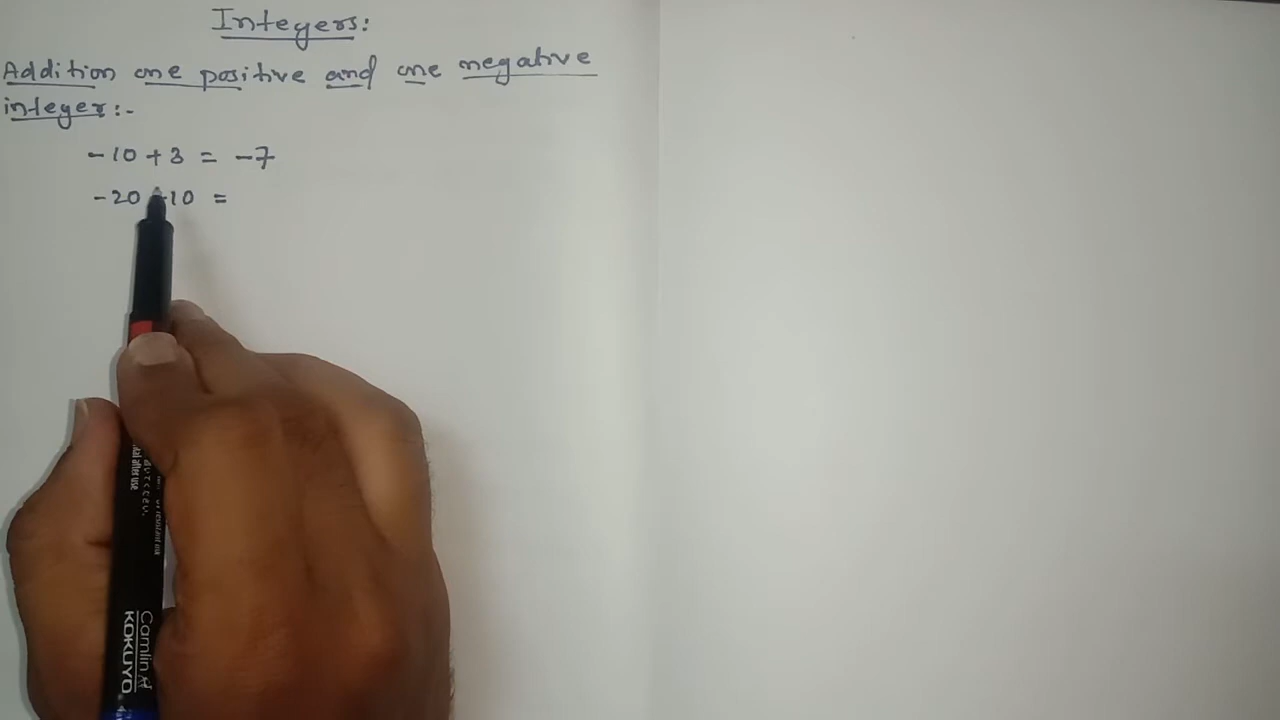 Integers:
Addition one positive and one negative
integer:-
-10 + 3 = -7
-20 +10 =
Camlin
KOKUYO